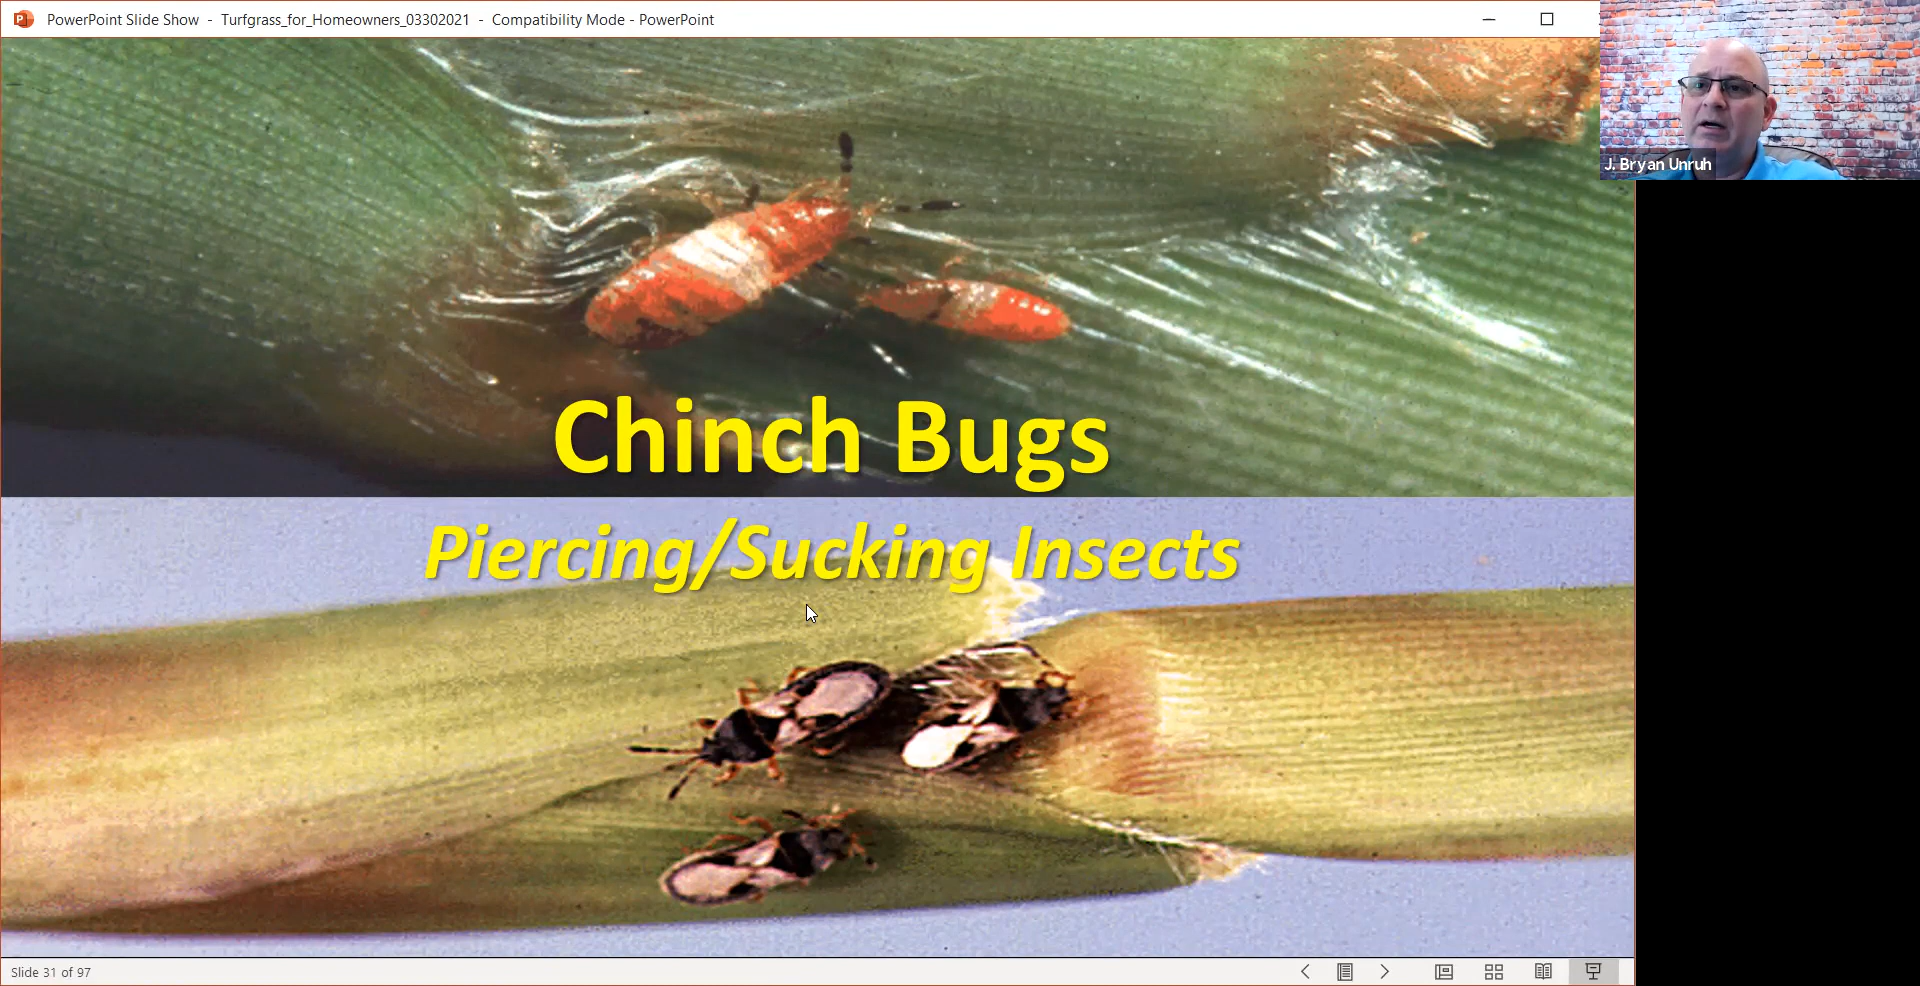 PowerPoint Slide Show - Turfgrass_for_Homeowners_03302021 - Compatibility Mode - PowerPoint
J. Bryan Unruh
Chinch Bugs
Piercing/Sucking Insects
Slide 31 of 97